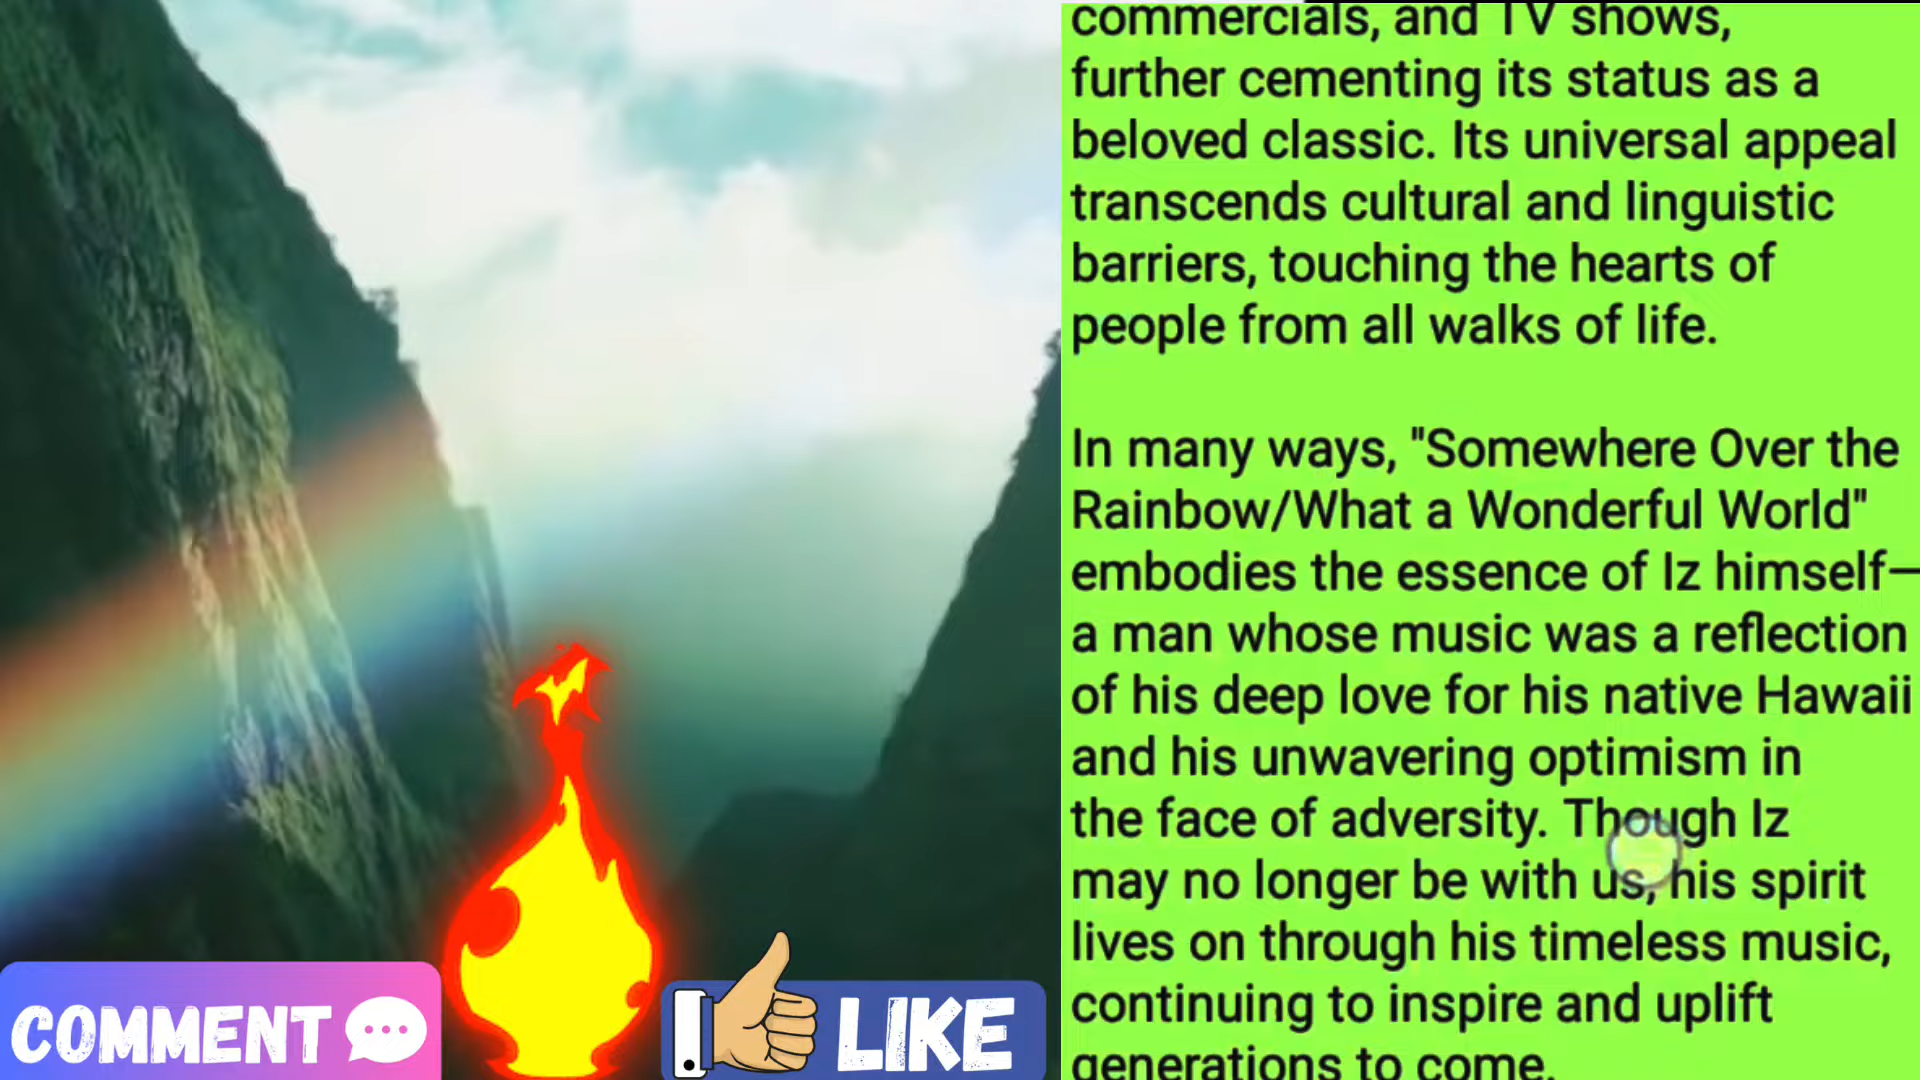 commercials, and TV shows,
further cementing its status as a
beloved classic. Its universal appeal
transcends cultural and linguistic
barriers, touching the hearts of
people from all walks of life.
In many ways, "Somewhere Over the
Rainbow/What a Wonderful World"
embodies the essence of Iz himself—
a man whose music was a reflection
of his deep love for his native Hawaii
and his unwavering optimism in
the face of adversity. Though Iz
may no longer be with us, his spirit
lives on through his timeless music,
continuing to inspire and uplift
generations to come.
COMMENT
LIKE